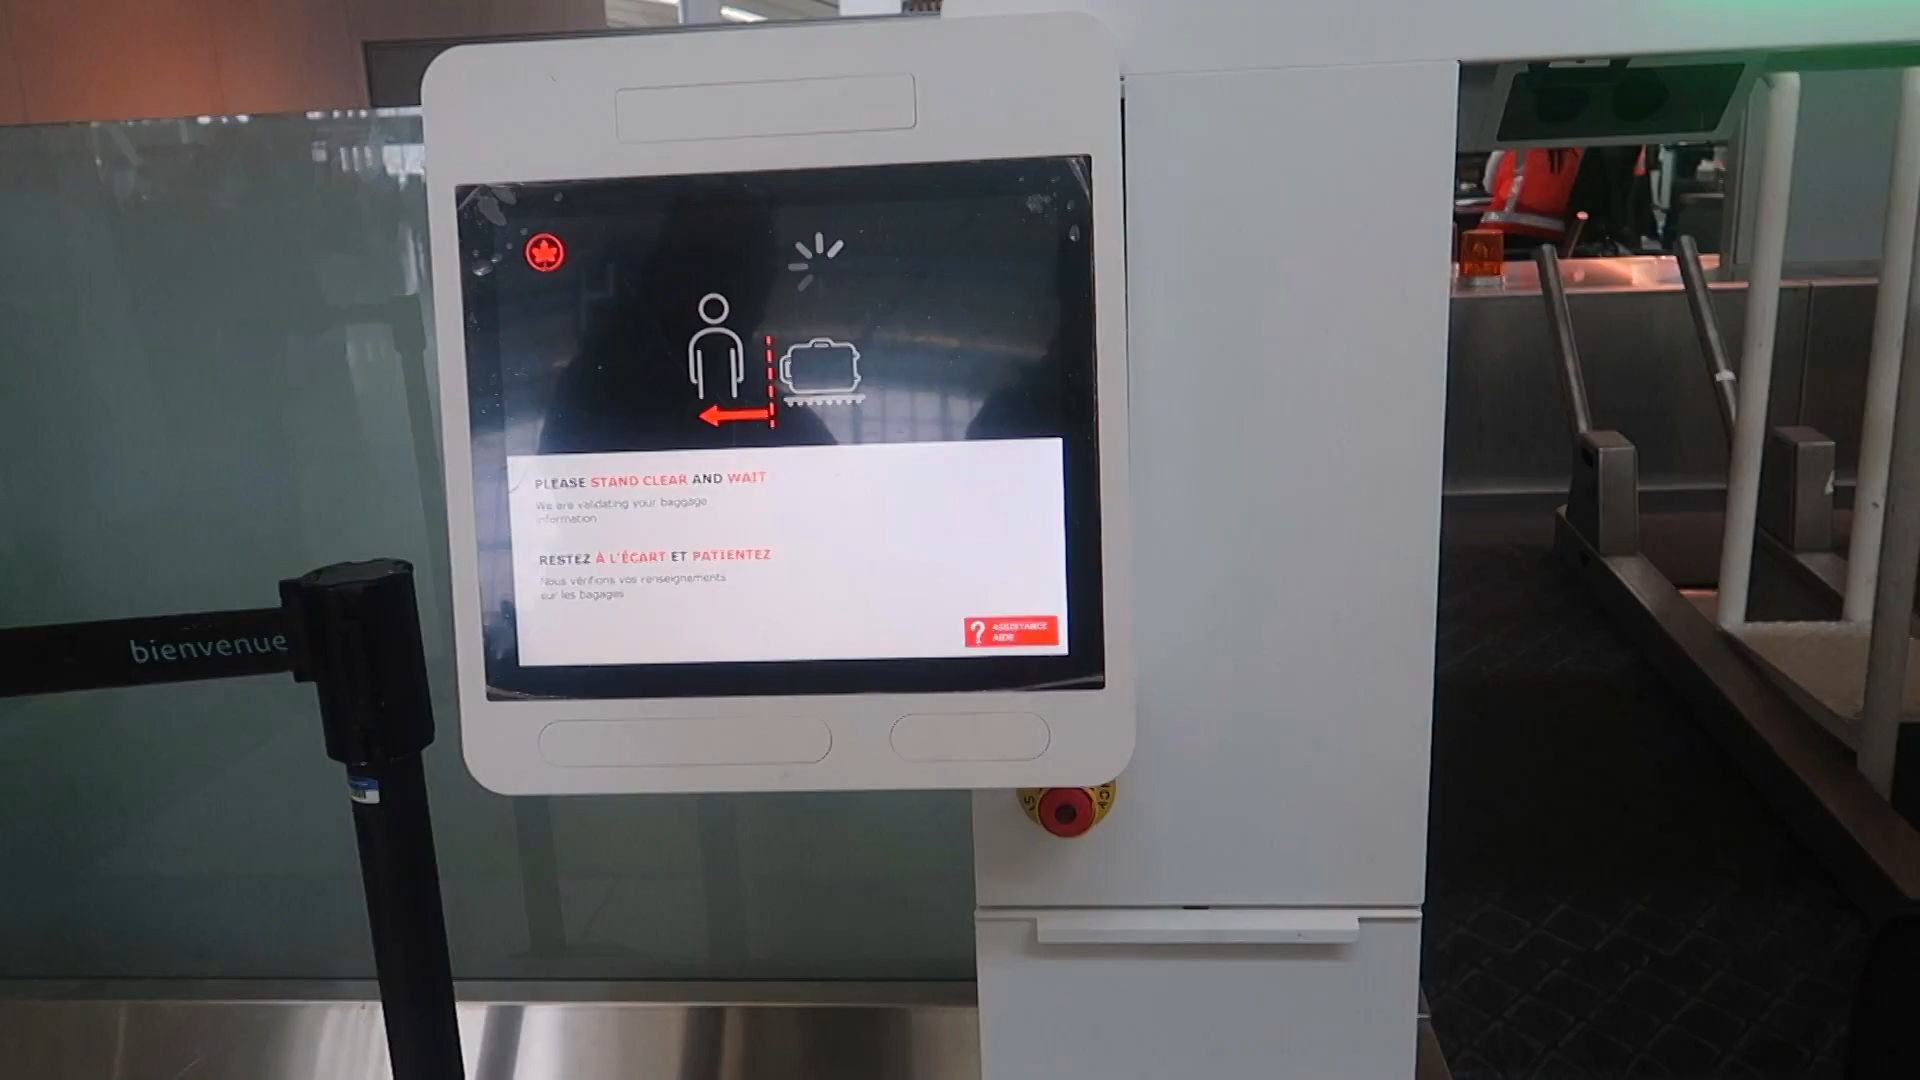 PLEASE STAND CLEAR AND WAIT
We are validating your baggage
information
RESTEZ À L'ÉCART ET PATIENTEZ
Nous vérifions vos renseignements
sur les bagages
? ASSISTANCE
AIDE
bienvenue